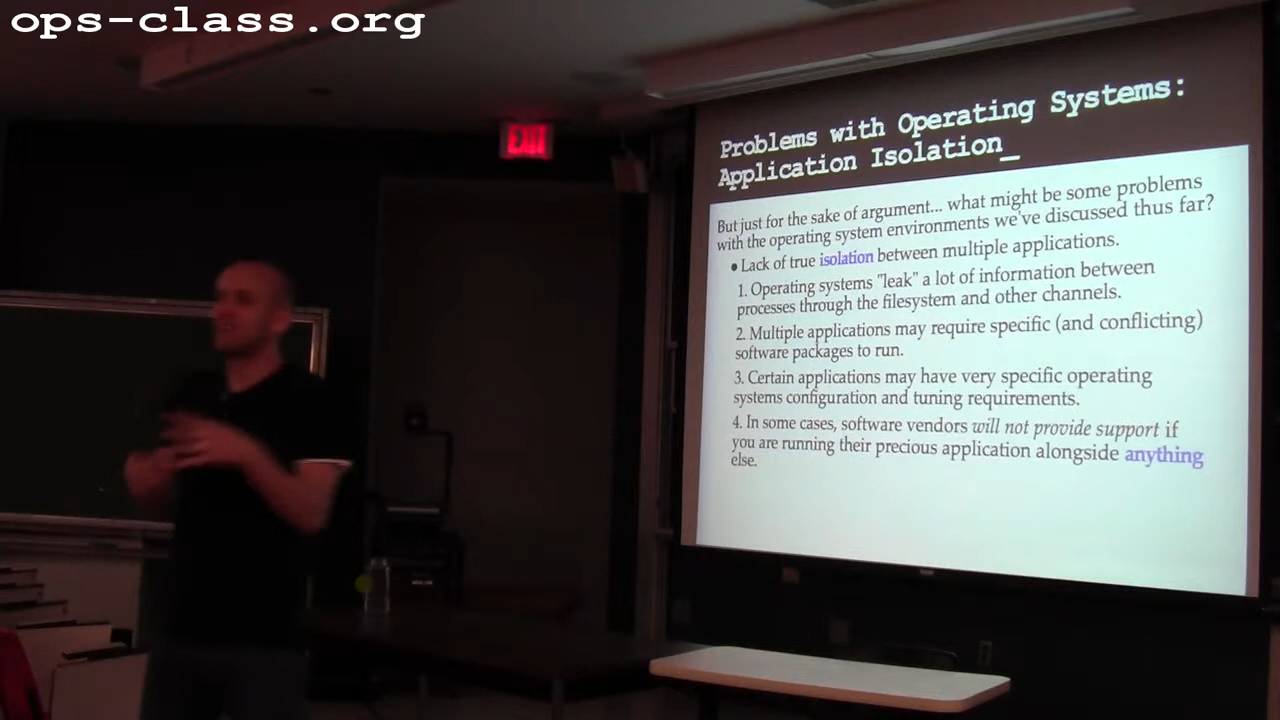 ops-class.org
EXIT
Problems with Operating Systems:
Application Isolation_
But just for the sake of argument... what might be some problems
with the operating system environments we've discussed thus far?
• Lack of true isolation between multiple applications.
1. Operating systems "leak" a lot of information between
processes through the filesystem and other channels.
2. Multiple applications may require specific (and conflicting)
software packages to run.
3. Certain applications may have very specific operating
systems configuration and tuning requirements.
4. In some cases, software vendors will not provide support if
you are running their precious application alongside anything
else.